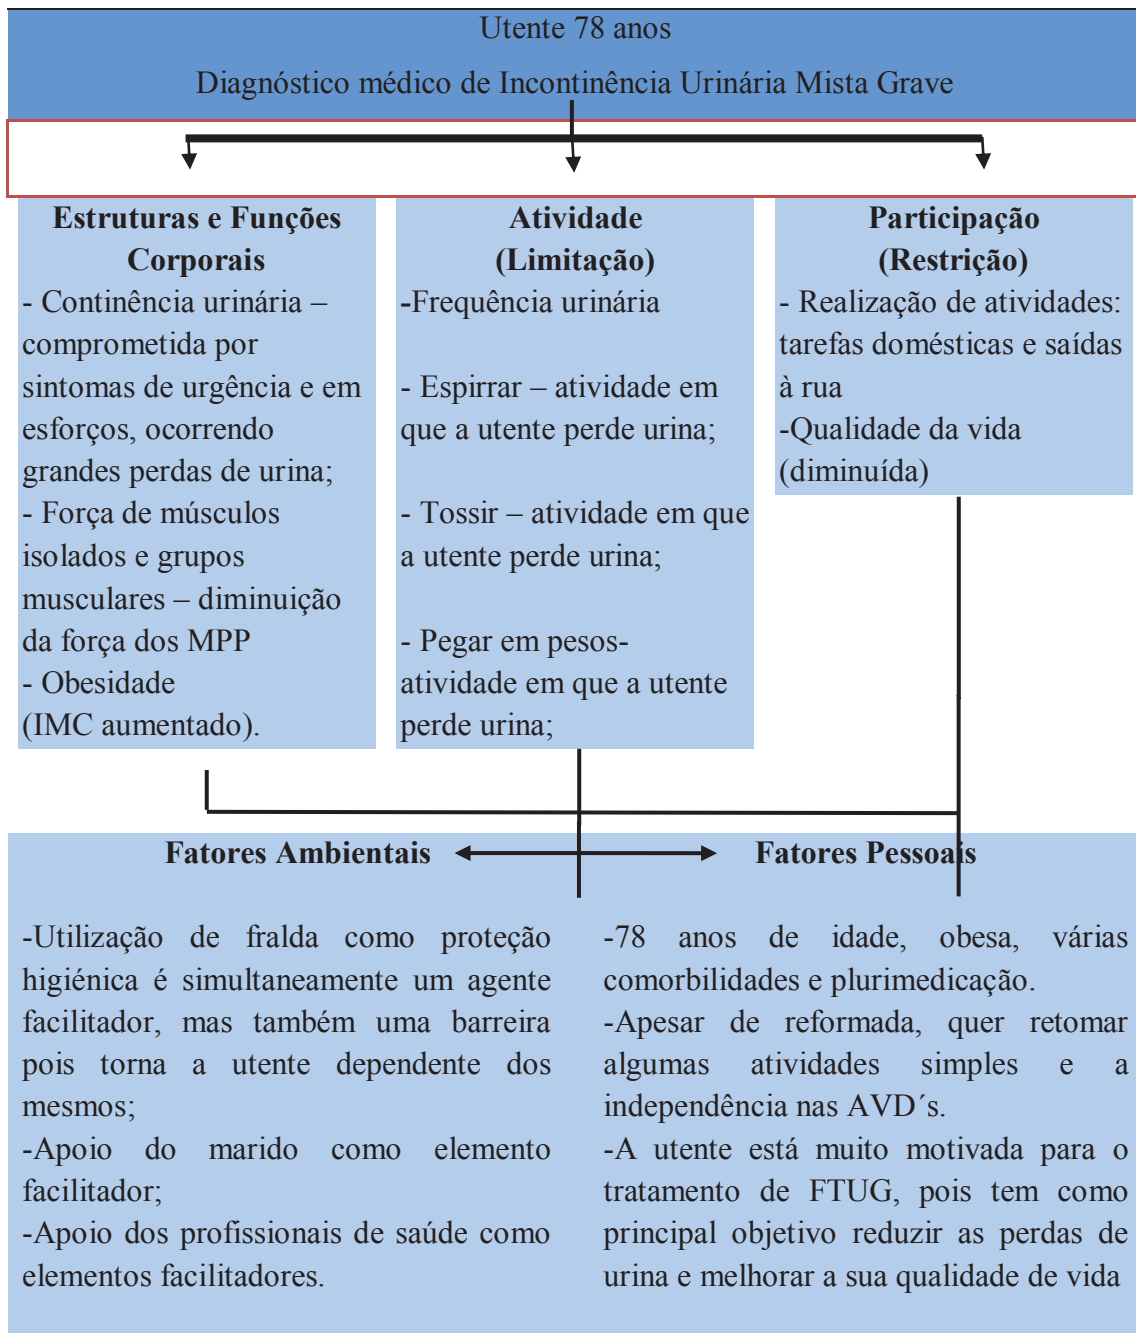 Utente 78 anos
Diagnóstico médico de Incontinência Urinária Mista Grave
Estruturas e Funções
Corporais
- Continência urinária –
comprometida por
sintomas de urgência e em
esforços, ocorrendo
grandes perdas de urina;
- Força de músculos
isolados e grupos
musculares – diminuição
da força dos MPP
- Obesidade
(IMC aumentado).
Atividade
(Limitação)
-Frequência urinária
- Espirrar – atividade em
que a utente perde urina;
- Tossir – atividade em que
a utente perde urina;
- Pegar em pesos-
atividade em que a utente
perde urina;
Participação
(Restrição)
- Realização de atividades:
tarefas domésticas e saídas
à rua
-Qualidade da vida
(diminuída)
Fatores Ambientais
-Utilização de fralda como proteção
higiénica é simultaneamente um agente
facilitador, mas também uma barreira
pois torna a utente dependente dos
mesmos;
-Apoio do marido como elemento
facilitador;
-Apoio dos profissionais de saúde como
elementos facilitadores.
Fatores Pessoais
-78 anos de idade, obesa, várias
comorbilidades e plurimedicação.
-Apesar de reformada, quer retomar
algumas atividades simples e a
independência nas AVD´s.
-A utente está muito motivada para o
tratamento de FTUG, pois tem como
principal objetivo reduzir as perdas de
urina e melhorar a sua qualidade de vida